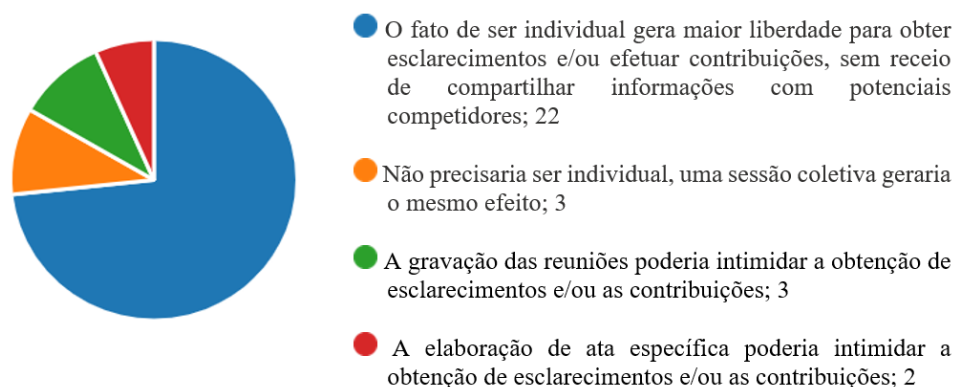 O fato de ser individual gera maior liberdade para obter
esclarecimentos e/ou efetuar contribuições, sem receio
de compartilhar informações com potenciais
competidores; 22
Não precisaria ser individual, uma sessão coletiva geraria
o mesmo efeito; 3
A gravação das reuniões poderia intimidar a obtenção de
esclarecimentos e/ou as contribuições; 3
A elaboração de ata específica poderia intimidar a
obtenção de esclarecimentos e/ou as contribuições; 2